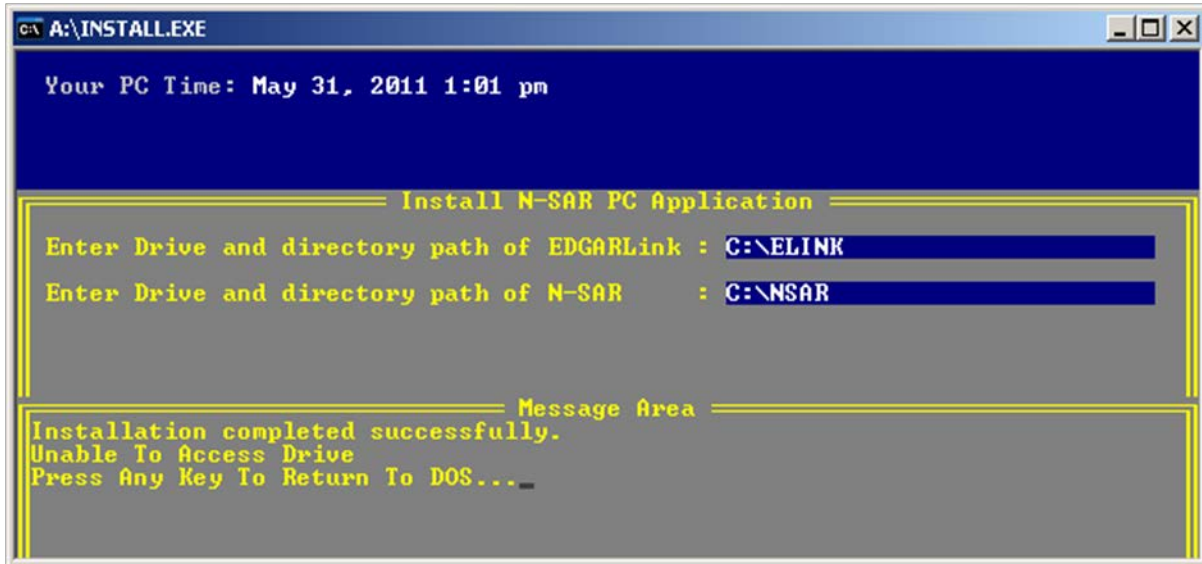 A:\INSTALL.EXE
Your PC Time: May 31, 2011 1:01 pm
Install N-SAR PC Application
Enter Drive and directory path of EDGARLink : C:\ELINK
Enter Drive and directory path of N-SAR : C:\NSAR
Message Area
Installation completed successfully.
Unable To Access Drive
Press Any Key To Return To DOS...